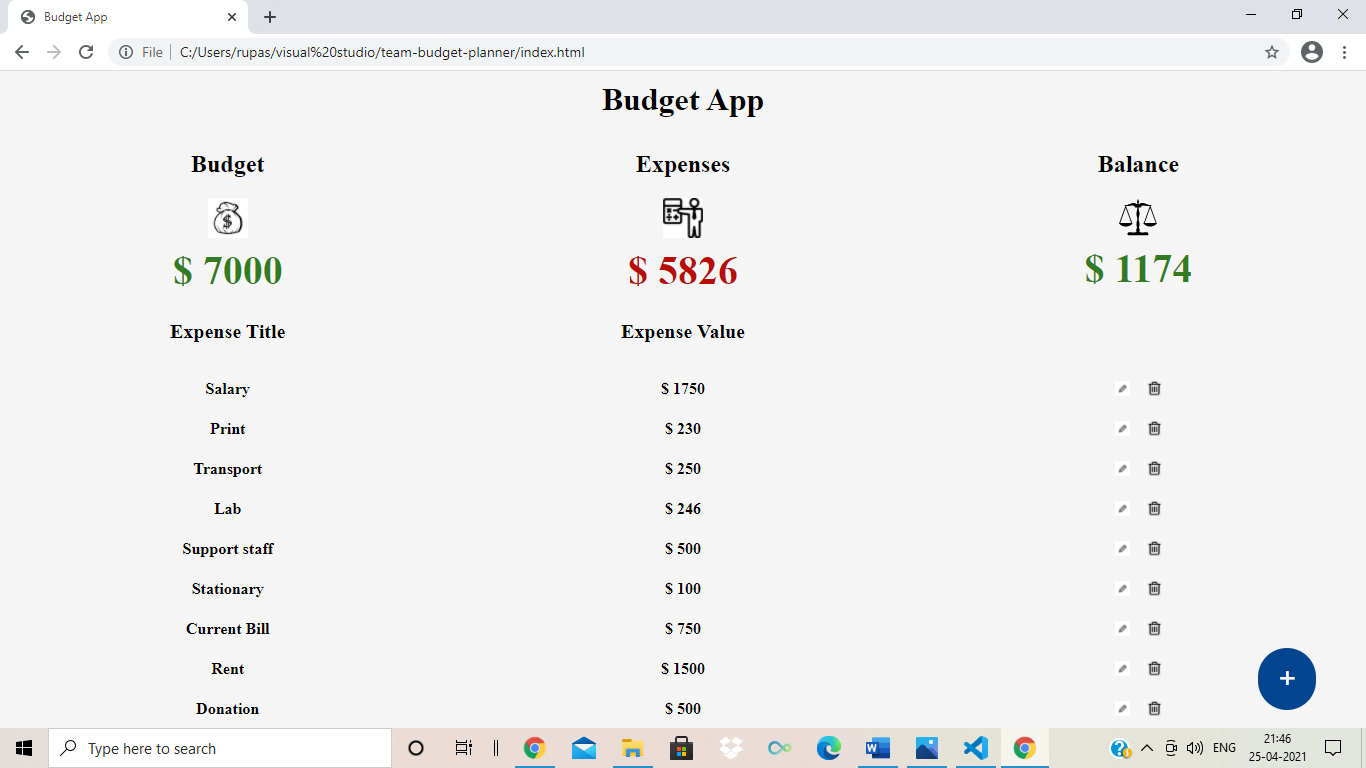 Budget App
File C:/Users/rupas/visual%20studio/team-budget-planner/index.html
Budget App
Budget Expenses Balance
$ 7000 $ 5826 $ 1174
Expense Title Expense Value
Salary $ 1750
Print $ 230
Transport $ 250
Lab $ 246
Support staff $ 500
Stationary $ 100
Current Bill $ 750
Rent $ 1500
Donation $ 500
+
Type here to search
ENG
21:46
25-04-2021